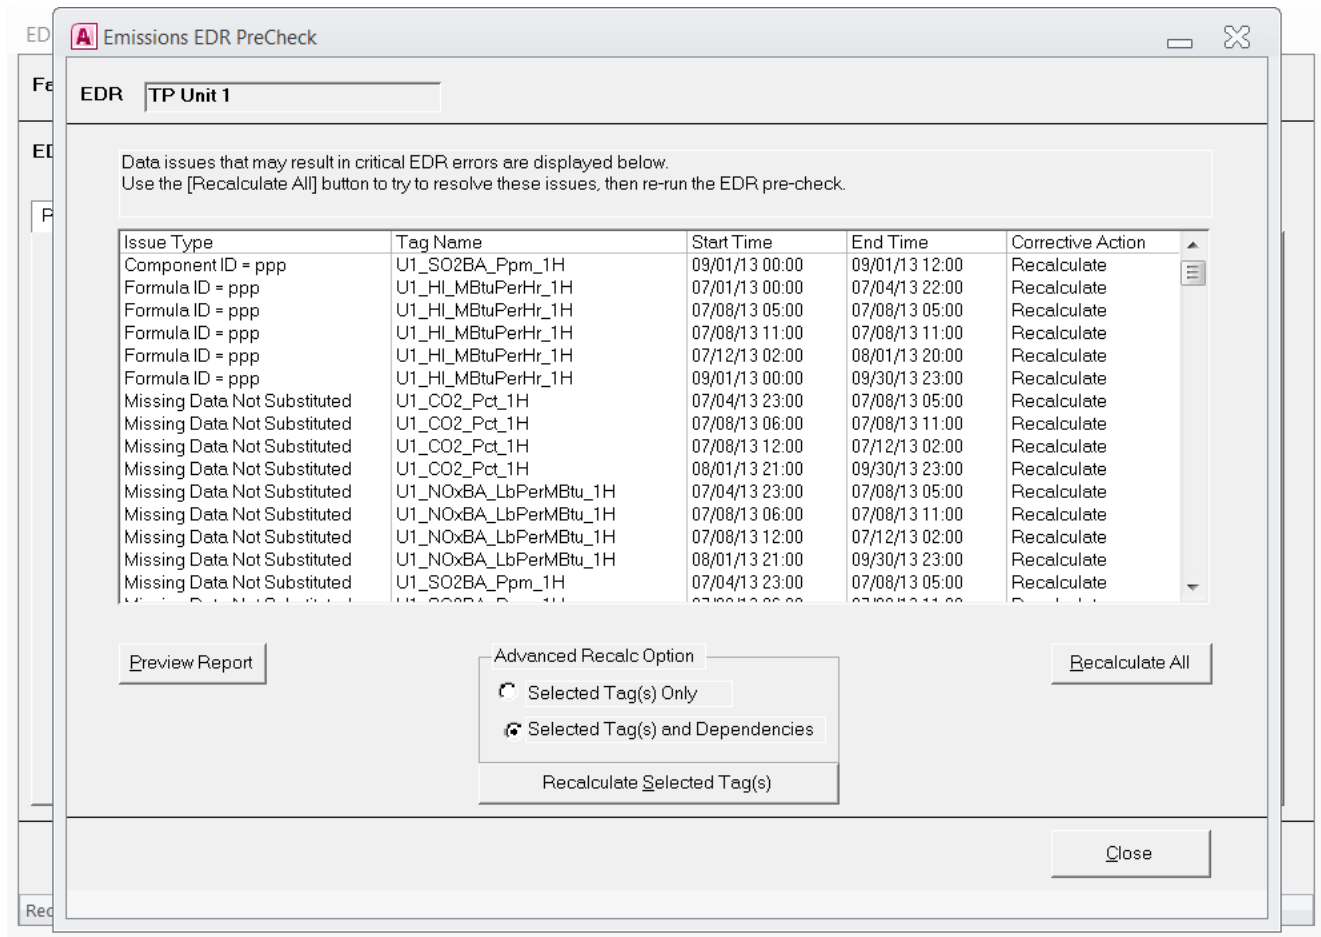 ED
A Emissions EDR PreCheck
Fa
EDR TP Unit 1
Data issues that may result in critical EDR errors are displayed below.
Use the [Recalculate All] button to try to resolve these issues, then re-run the EDR pre-check.
Issue Type Tag Name Start Time End Time Corrective Action
Component ID = ppp U1_SO2BA_Ppm_1H 09/01/13 00:00 09/01/13 12:00 Recalculate
Formula ID = ppp U1_HI_MBtuPerHr_1H 07/01/13 00:00 07/04/13 22:00 Recalculate
Formula ID = ppp U1_HI_MBtuPerHr_1H 07/08/13 05:00 07/08/13 05:00 Recalculate
Formula ID = ppp U1_HI_MBtuPerHr_1H 07/08/13 11:00 07/08/13 11:00 Recalculate
Formula ID = ppp U1_HI_MBtuPerHr_1H 07/12/13 02:00 08/01/13 20:00 Recalculate
Formula ID = ppp U1_HI_MBtuPerHr_1H 09/01/13 00:00 09/30/13 23:00 Recalculate
Missing Data Not Substituted U1_CO2_Pct_1H 07/04/13 23:00 07/08/13 05:00 Recalculate
Missing Data Not Substituted U1_CO2_Pct_1H 07/08/13 06:00 07/08/13 11:00 Recalculate
Missing Data Not Substituted U1_CO2_Pct_1H 07/08/13 12:00 07/12/13 02:00 Recalculate
Missing Data Not Substituted U1_CO2_Pct_1H 08/01/13 21:00 09/30/13 23:00 Recalculate
Missing Data Not Substituted U1_NOxBA_LbPerMBtu_1H 07/04/13 23:00 07/08/13 05:00 Recalculate
Missing Data Not Substituted U1_NOxBA_LbPerMBtu_1H 07/08/13 06:00 07/08/13 11:00 Recalculate
Missing Data Not Substituted U1_NOxBA_LbPerMBtu_1H 07/08/13 12:00 07/12/13 02:00 Recalculate
Missing Data Not Substituted U1_NOxBA_LbPerMBtu_1H 08/01/13 21:00 09/30/13 23:00 Recalculate
Missing Data Not Substituted U1_SO2BA_Ppm_1H 07/04/13 23:00 07/08/13 05:00 Recalculate
Preview Report
Advanced Recalc Option
Selected Tag(s) Only
Selected Tag(s) and Dependencies
Recalculate Selected Tag(s)
Recalculate All
Close
Rec